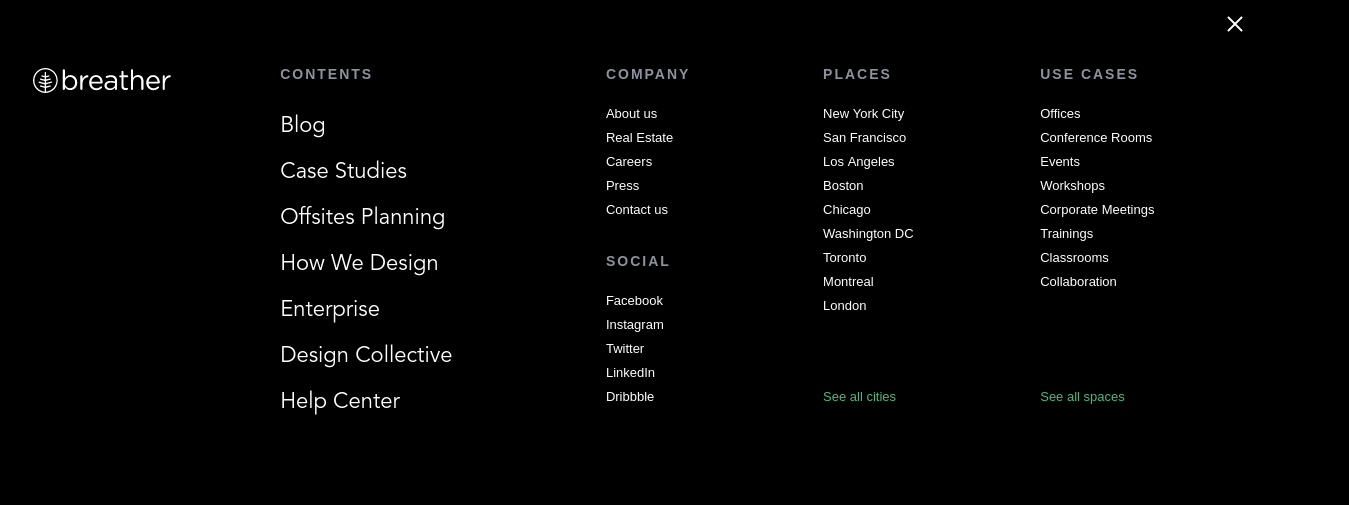 breather
CONTENTS
Blog
Case Studies
Offsites Planning
How We Design
Enterprise
Design Collective
Help Center
COMPANY
About us
Real Estate
Careers
Press
Contact us
SOCIAL
Facebook
Instagram
Twitter
LinkedIn
Dribbble
PLACES
New York City
San Francisco
Los Angeles
Boston
Chicago
Washington DC
Toronto
Montreal
London
See all cities
USE CASES
Offices
Conference Rooms
Events
Workshops
Corporate Meetings
Trainings
Classrooms
Collaboration
See all spaces